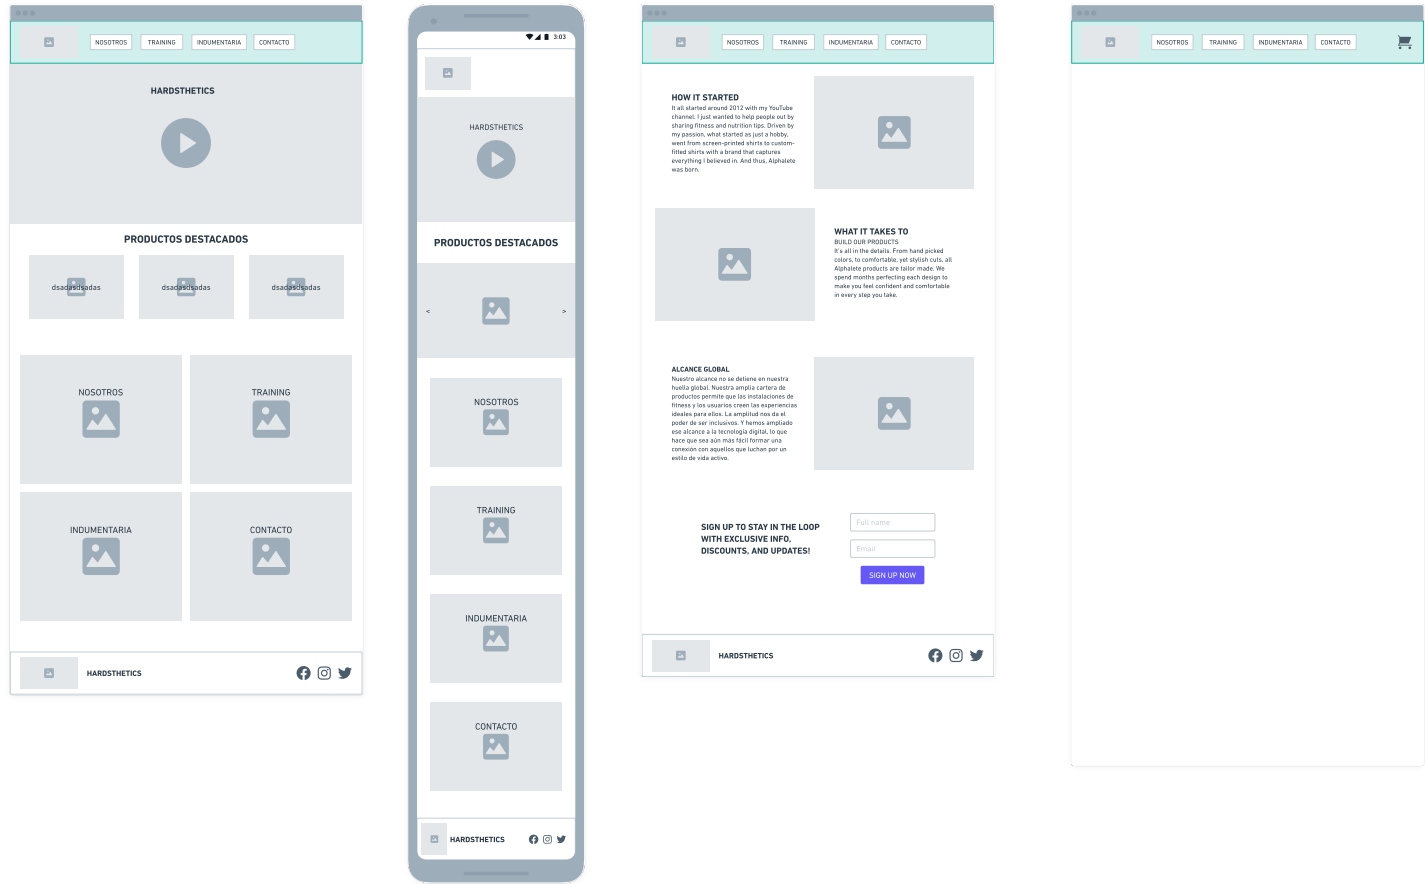 NOSOTROS
TRAINING
INDUMENTARIA
CONTACTO
HARDSTHETICS
PRODUCTOS DESTACADOS
dsadasdsadas
dsadasdsadas
dsadasdsadas
NOSOTROS
TRAINING
INDUMENTARIA
CONTACTO
HARDSTHETICS
3:03
HARDSTHETICS
PRODUCTOS DESTACADOS
<
>
NOSOTROS
TRAINING
INDUMENTARIA
CONTACTO
HARDSTHETICS
NOSOTROS
TRAINING
INDUMENTARIA
CONTACTO
HOW IT STARTED
It all started around 2012 with my YouTube
channel. I just wanted to help people out by
sharing fitness and nutrition tips. Driven by
my passion, what started as just a hobby,
went from screen-printed shirts to custom-
fitted shirts with a brand that captures
everything I believed in. And thus, Alphalete
was born.
WHAT IT TAKES TO
BUILD OUR PRODUCTS
It's all in the details. From hand picked
colors, to comfortable, yet stylish cuts, all
Alphalete products are tailor made. We
spend months perfecting each design to
make you feel confident and comfortable
in every step you take.
ALCANCE GLOBAL
Nuestro alcance no se detiene en nuestra
huella global. Nuestra amplia cartera de
productos permite que las instalaciones de
fitness y los usuarios creen las experiencias
ideales para ellos. La amplitud nos da el
poder de ser inclusivos. Y hemos ampliado
ese alcance a la tecnología digital, lo que
hace que sea aún más fácil formar una
conexión con aquellos que luchan por un
estilo de vida activo.
SIGN UP TO STAY IN THE LOOP
WITH EXCLUSIVE INFO,
DISCOUNTS, AND UPDATES!
Full name
Email
SIGN UP NOW
HARDSTHETICS
NOSOTROS
TRAINING
INDUMENTARIA
CONTACTO